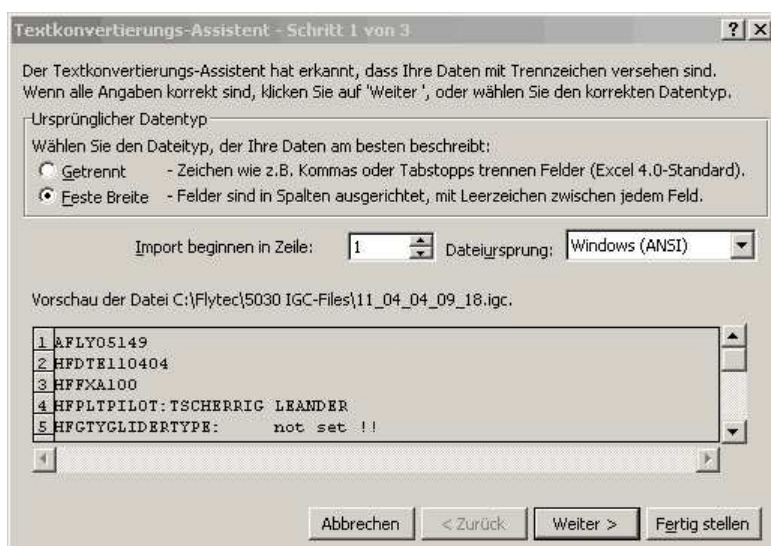 Textkonvertierungs-Assistent - Schritt 1 von 3
Der Textkonvertierungs-Assistent hat erkannt, dass Ihre Daten mit Trennzeichen versehen sind.
Wenn alle Angaben korrekt sind, klicken Sie auf 'Weiter ', oder wählen Sie den korrekten Datentyp.
Ursprünglicher Datentyp
Wählen Sie den Dateityp, der Ihre Daten am besten beschreibt:
Getrennt - Zeichen wie z.B. Kommas oder Tabstopps trennen Felder (Excel 4.0-Standard).
Feste Breite - Felder sind in Spalten ausgerichtet, mit Leerzeichen zwischen jedem Feld.
Import beginnen in Zeile: 1 Dateiursprung: Windows (ANSI)
Vorschau der Datei C:\Flytec\5030 IGC-Files\11_04_04_09_18.igc.
1 AFLY05149
2 HFDTE110404
3 HFFXA100
4 HFPLTPILOT:TSCHERRIG LEANDER
5 HFGTYGLIDERTYPE: not set !!
Abbrechen < Zurück Weiter > Fertig stellen